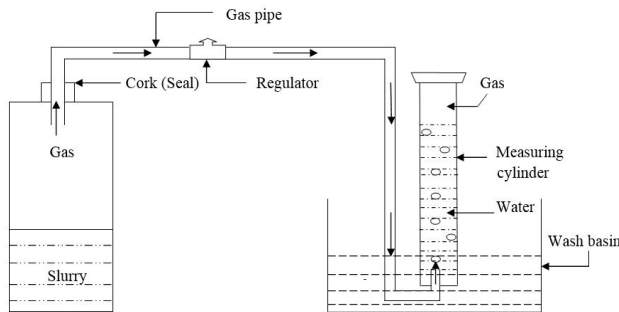 Gas pipe
Cork (Seal)
Regulator
Gas
Gas
Measuring
cylinder
Water
Wash basin
Slurry